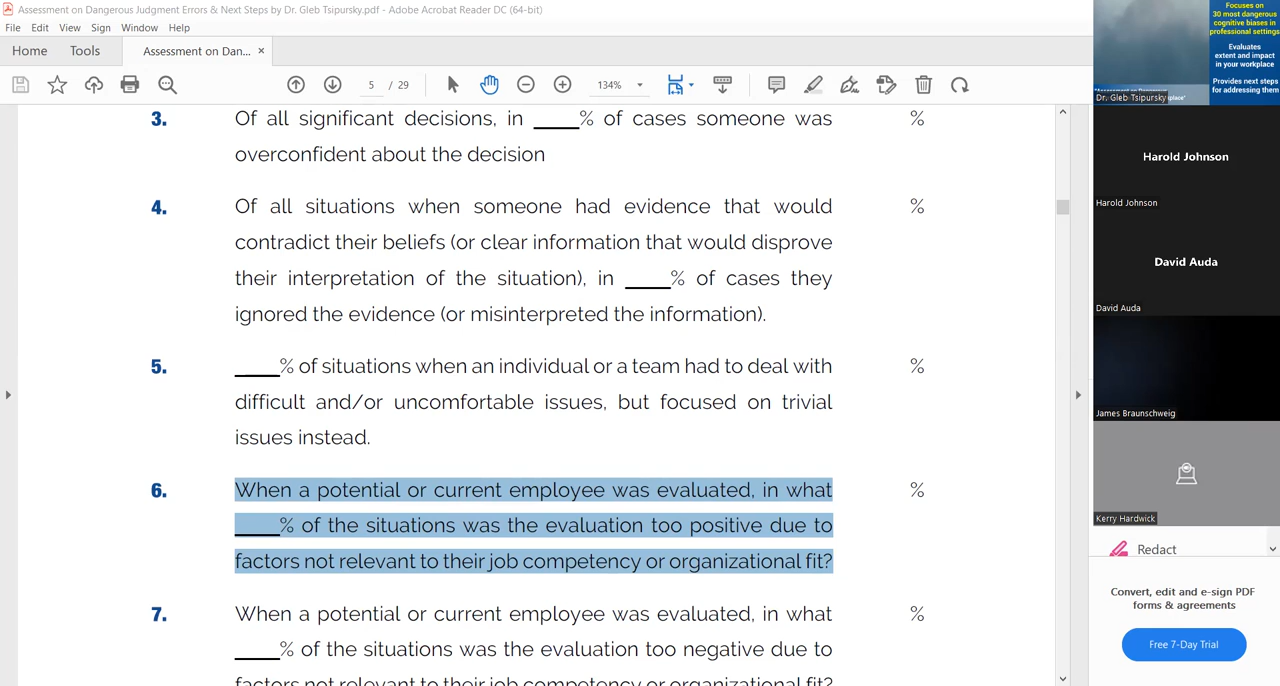 Assessment on Dangerous Judgment Errors & Next Steps by Dr. Gleb Tsipursky.pdf - Adobe Acrobat Reader DC (64-bit)
File Edit View Sign Window Help
Home Tools Assessment on Dan... ×
5 / 29 134%
3. Of all significant decisions, in ____% of cases someone was %
overconfident about the decision
4. Of all situations when someone had evidence that would %
contradict their beliefs (or clear information that would disprove
their interpretation of the situation), in ____% of cases they
ignored the evidence (or misinterpreted the information).
5. ____% of situations when an individual or a team had to deal with %
difficult and/or uncomfortable issues, but focused on trivial
issues instead.
6. When a potential or current employee was evaluated, in what %
____% of the situations was the evaluation too positive due to
factors not relevant to their job competency or organizational fit?
7. When a potential or current employee was evaluated, in what %
____% of the situations was the evaluation too negative due to
factors not relevant to their job competency or organizational fit?
Focuses on
30 most dangerous
cognitive biases in
professional settings
Evaluates
extent and impact
in your workplace
Provides next steps
for addressing them
Dr. Gleb Tsipursky
Harold Johnson
Harold Johnson
David Auda
David Auda
James Braunschweig
Kerry Hardwick
Redact
Convert, edit and e-sign PDF
forms & agreements
Free 7-Day Trial